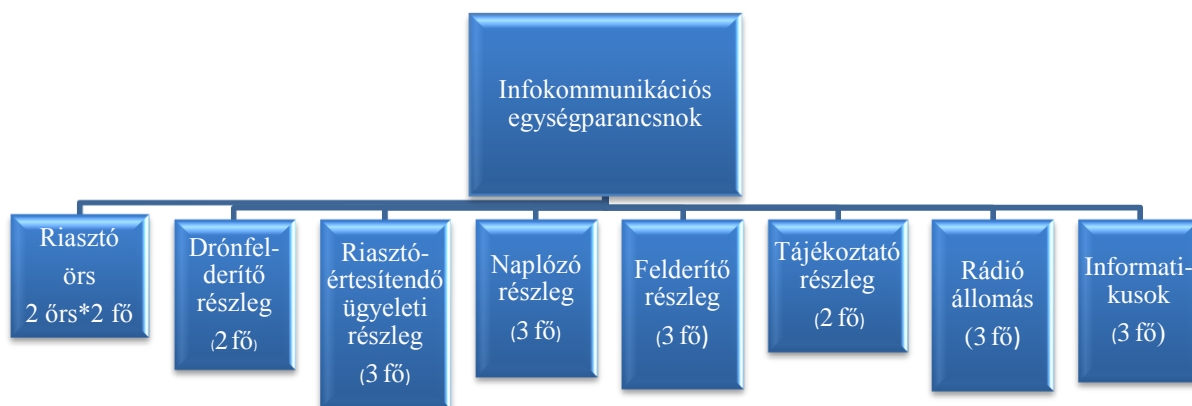 Infokommunikációs
egységparancsnok
Riasztó
örs
2 őrs*2 fő
Drónfel-
derítő
részleg
(2 fő)
Riasztó-
értesítendő
ügyeleti
részleg
(3 fő)
Naplózó
részleg
(3 fő)
Felderítő
részleg
(3 fő)
Tájékoztató
részleg
(2 fő)
Rádió
állomás
(3 fő)
Informati-
kusok
(3 fő)